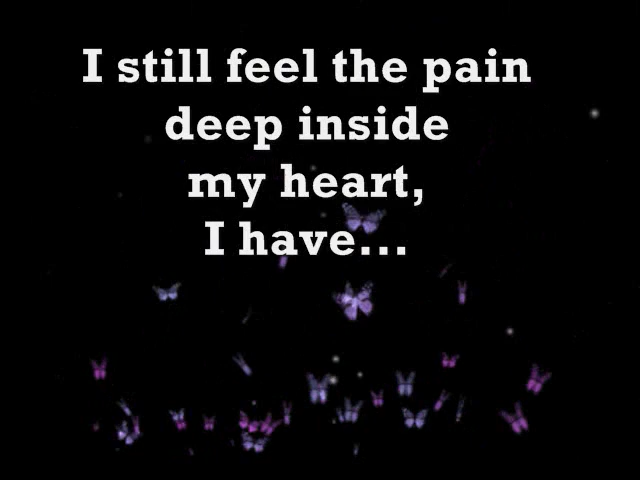 I still feel the pain
deep inside
my heart,
I have...